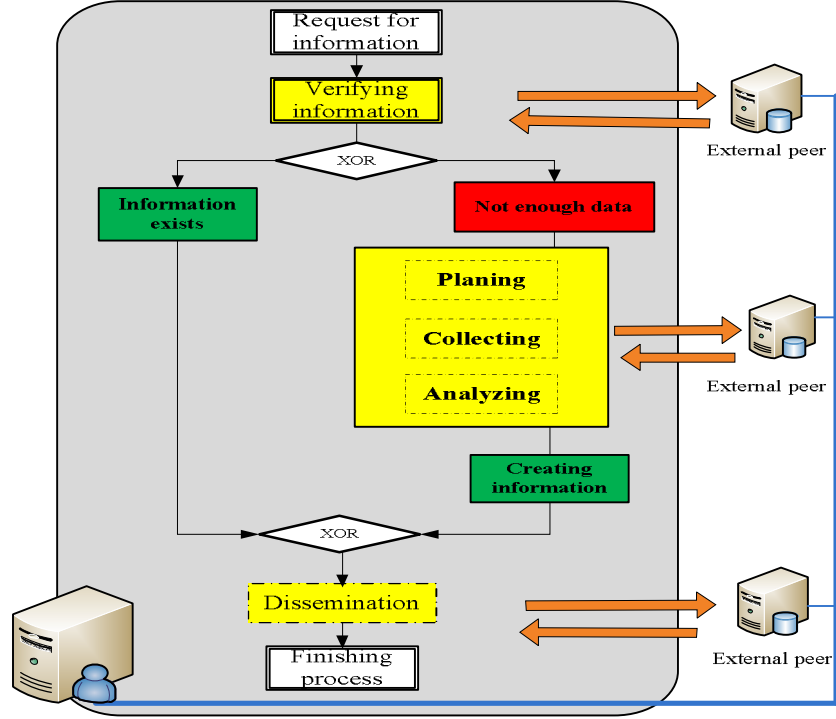 Request for
information
Verifying
information
External peer
XOR
Information
exists
Not enough data
Planing
Collecting
Analyzing
External peer
Creating
information
XOR
Dissemination
External peer
Finishing
process